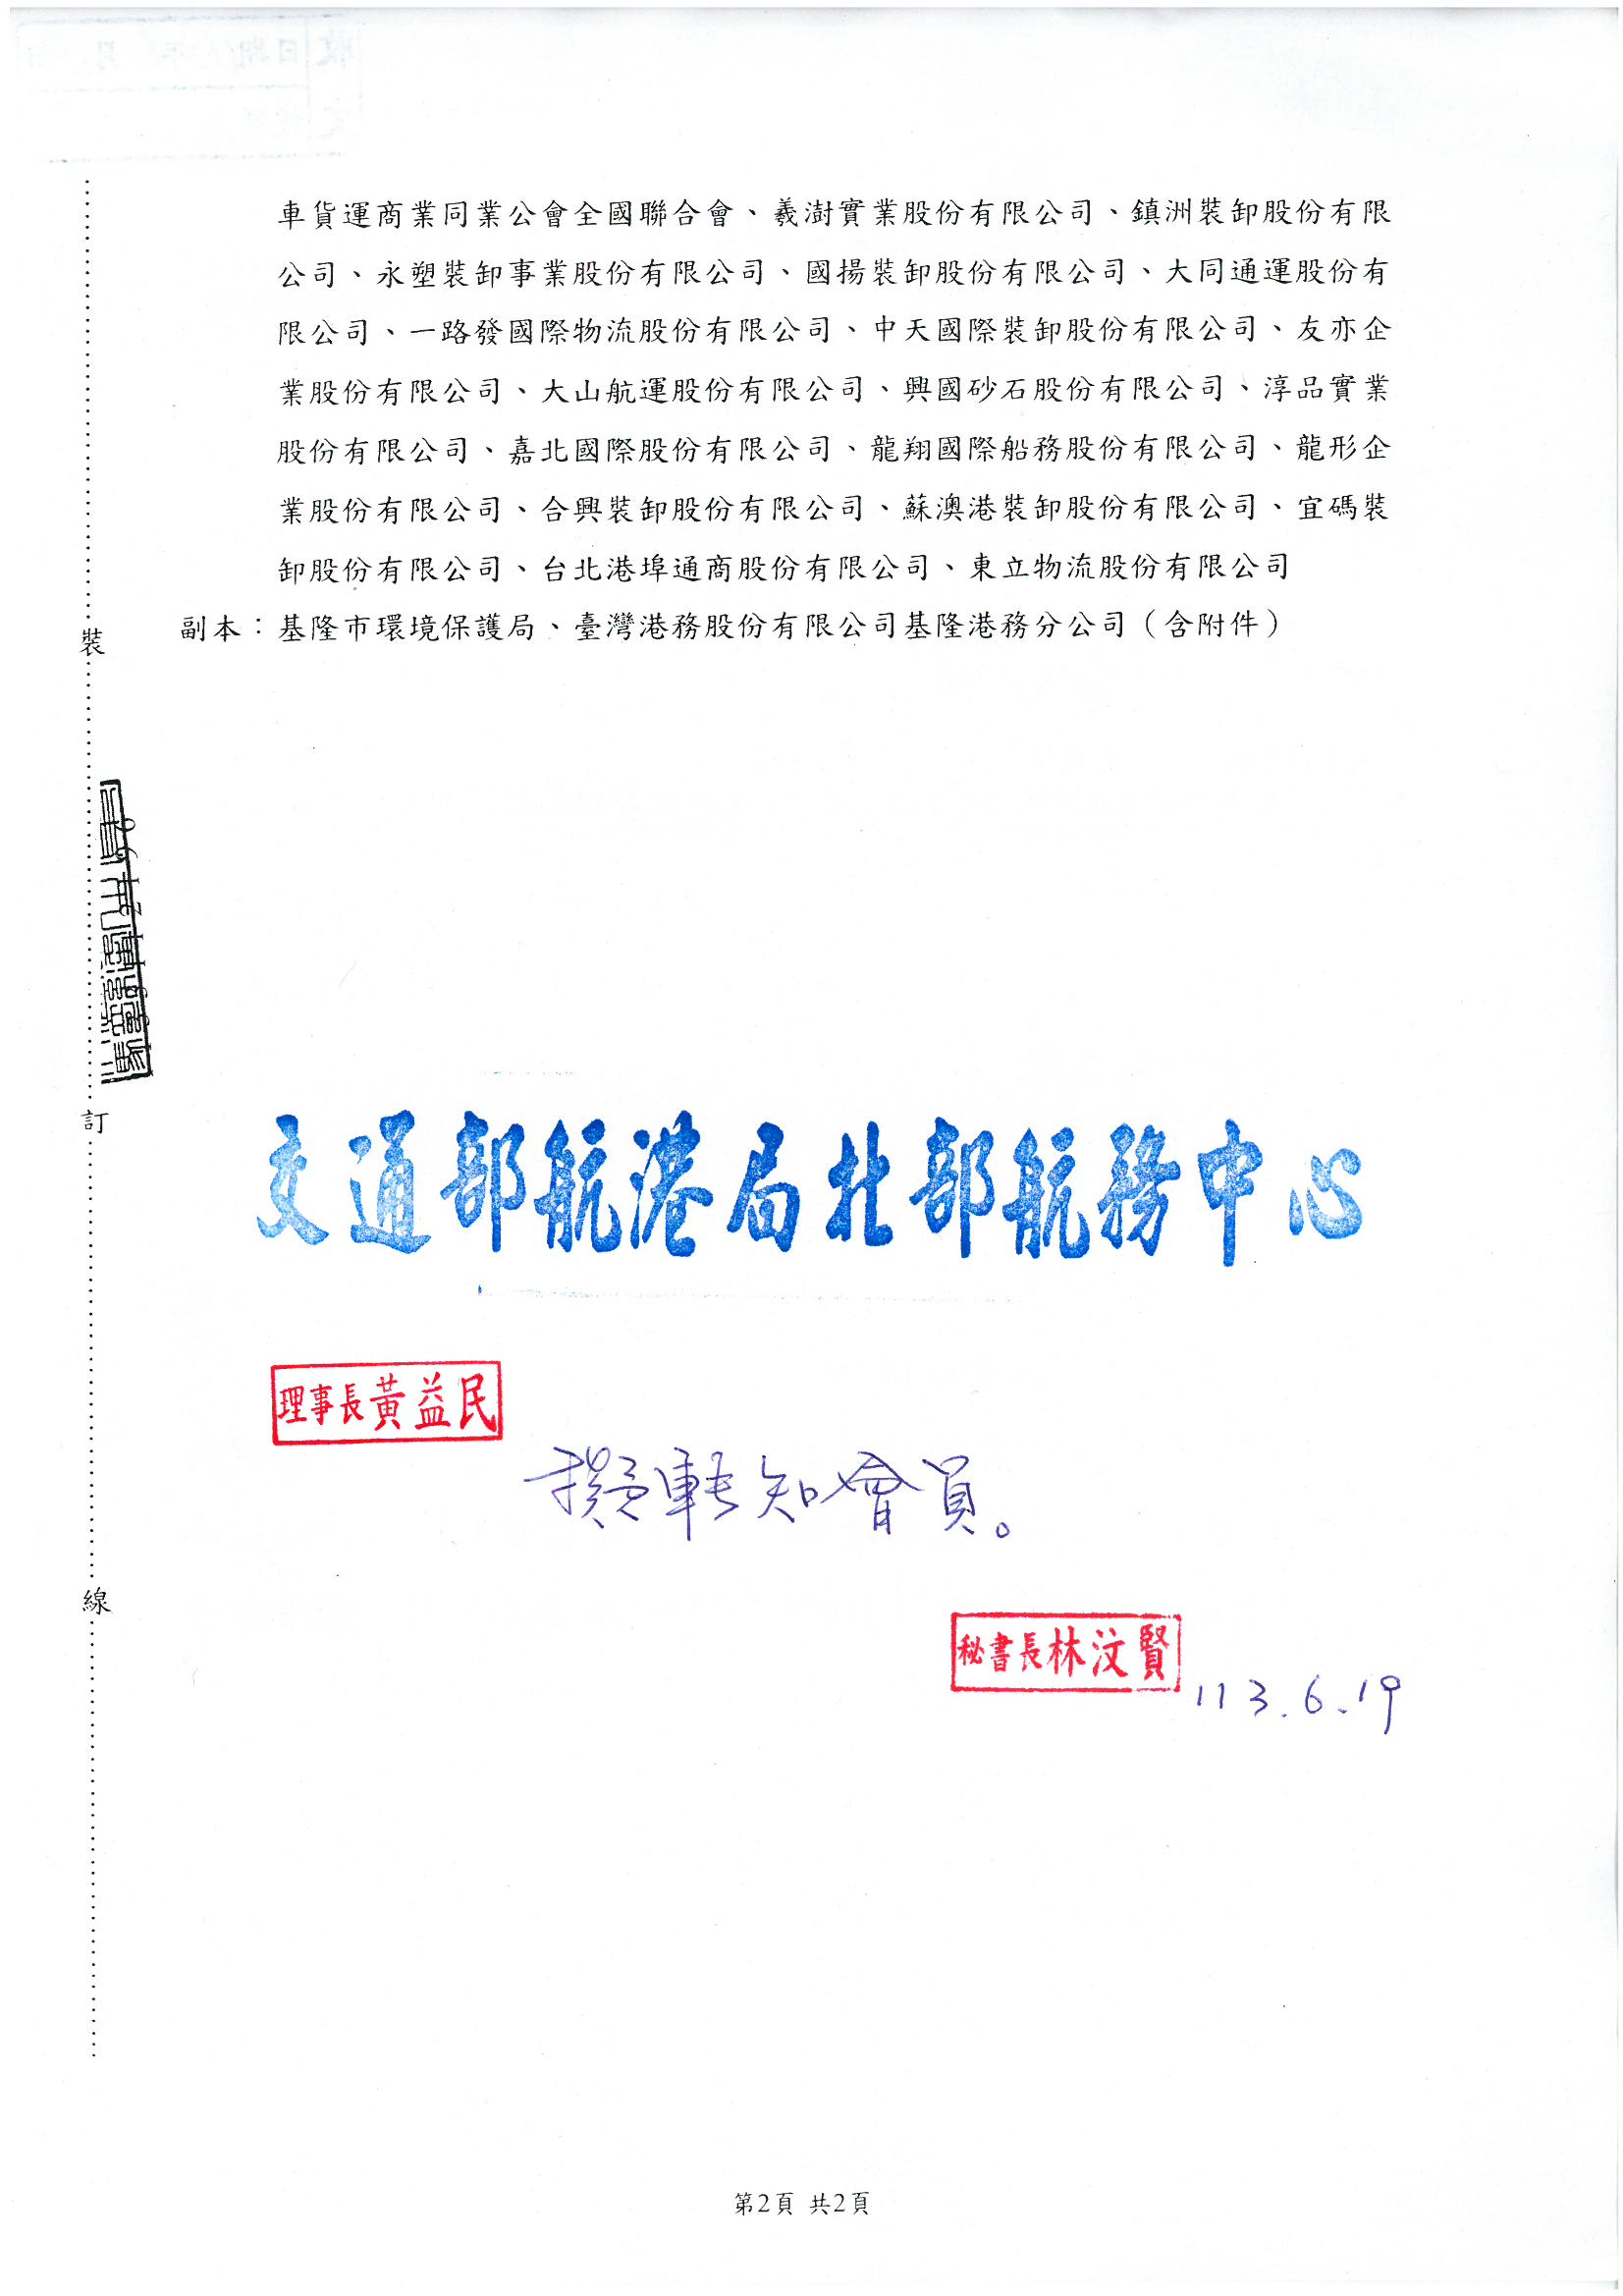 車貨運商業同業公會全國聯合會、羲澍實業股份有限公司、鎮洲裝卸股份有限
公司、永塑裝卸事業股份有限公司、國揚裝卸股份有限公司、大同通運股份有
限公司、一路發國際物流股份有限公司、中天國際裝卸股份有限公司、友亦企
業股份有限公司、大山航運股份有限公司、興國砂石股份有限公司、淳品實業
股份有限公司、嘉北國際股份有限公司、龍翔國際船務股份有限公司、龍形企
業股份有限公司、合興裝卸股份有限公司、蘇澳港裝卸股份有限公司、宜碼裝
卸股份有限公司、台北港埠通商股份有限公司、東立物流股份有限公司
副本：基隆市環境保護局、臺灣港務股份有限公司基隆港務分公司（含附件）
裝
訂
線
交通部航港局北部航務中心
理事長黃益民
擬轉知會員。
秘書長林汶賢
113.6.19
第2頁 共2頁